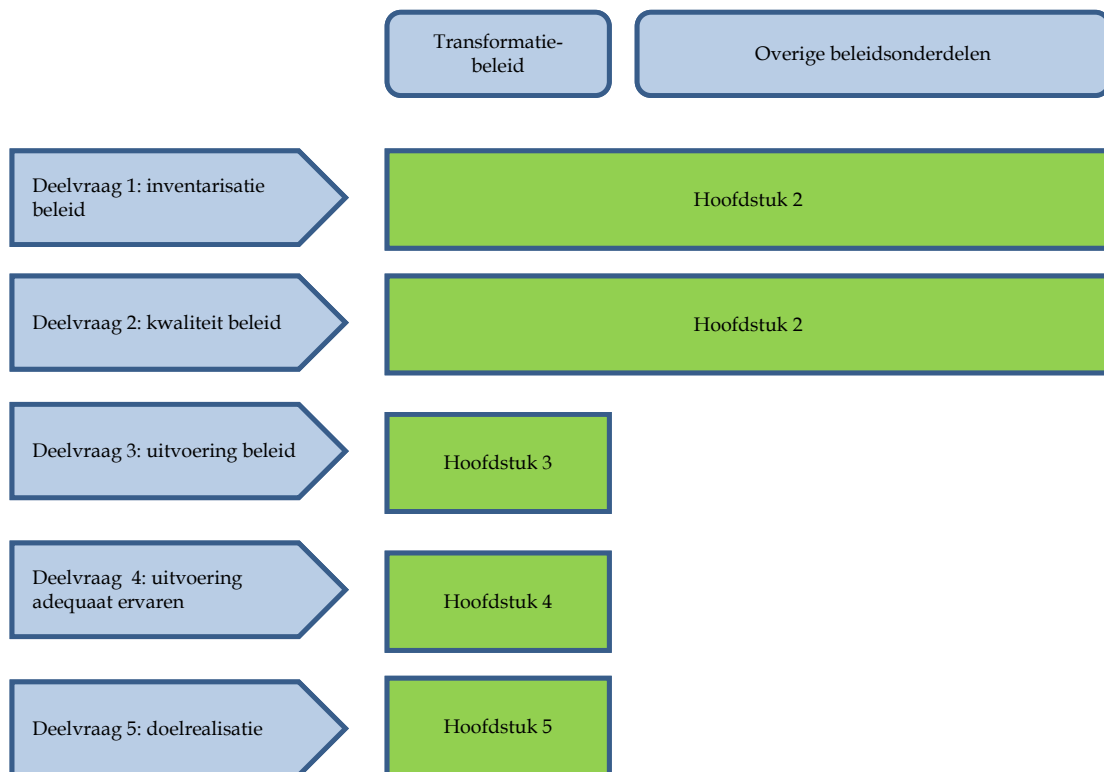 Transformatie-
beleid
Overige beleidsonderdelen
Deelvraag 1: inventarisatie
beleid
Hoofdstuk 2
Deelvraag 2: kwaliteit beleid
Hoofdstuk 2
Deelvraag 3: uitvoering beleid
Hoofdstuk 3
Deelvraag  4: uitvoering
adequaat ervaren
Hoofdstuk 4
Deelvraag 5: doelrealisatie
Hoofdstuk 5